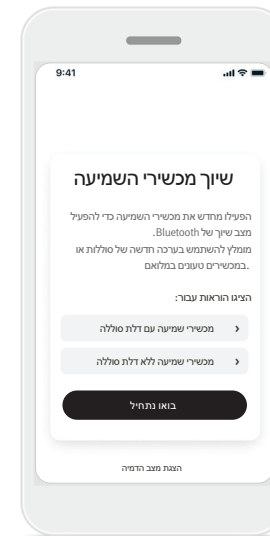 9:41
שיוך מכשירי השמיעה
הפעילו מחדש את מכשירי השמיעה כדי להפעיל
מצב שיוך של Bluetooth.
מומלץ להשתמש בערכה חדשה של סוללות או
במכשירים טעונים במלואם.
הציגו הוראות עבור:
מכשירי שמיעה עם דלת סוללה
מכשירי שמיעה ללא דלת סוללה
בואו נתחיל
הצגת מצב הדמיה